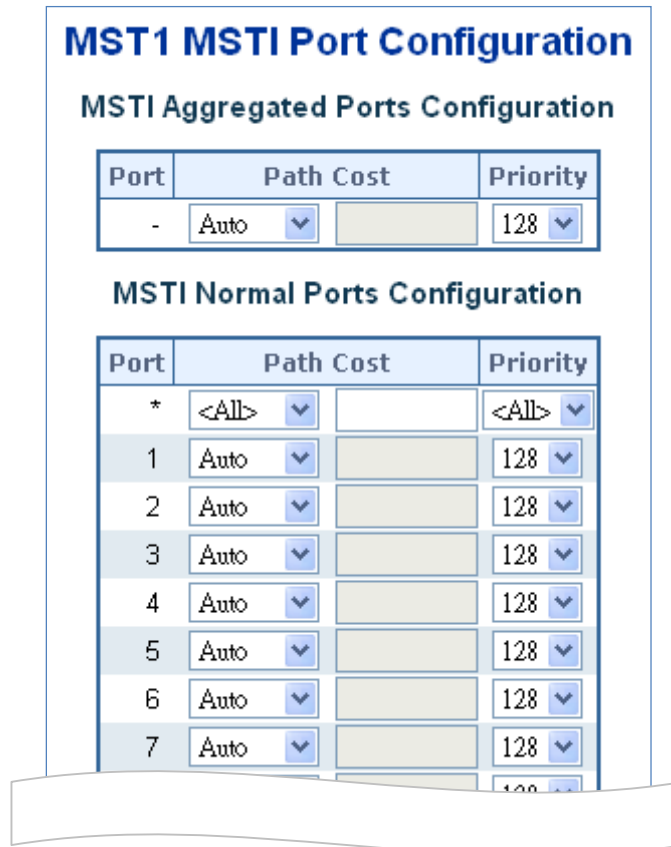 MST1 MSTI Port Configuration
MSTI Aggregated Ports Configuration
Port Path Cost Priority
- Auto 128
MSTI Normal Ports Configuration
Port Path Cost Priority
* <All> <All>
1 Auto 128
2 Auto 128
3 Auto 128
4 Auto 128
5 Auto 128
6 Auto 128
7 Auto 128